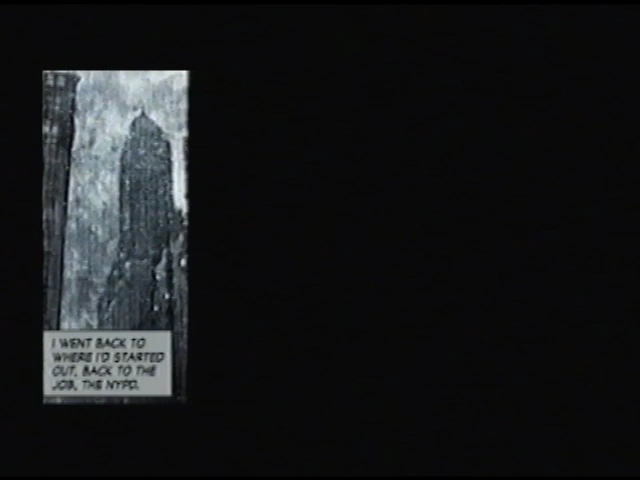 I WENT BACK TO
WHERE I'D STARTED
OUT, BACK TO THE
JOB, THE NYPD.